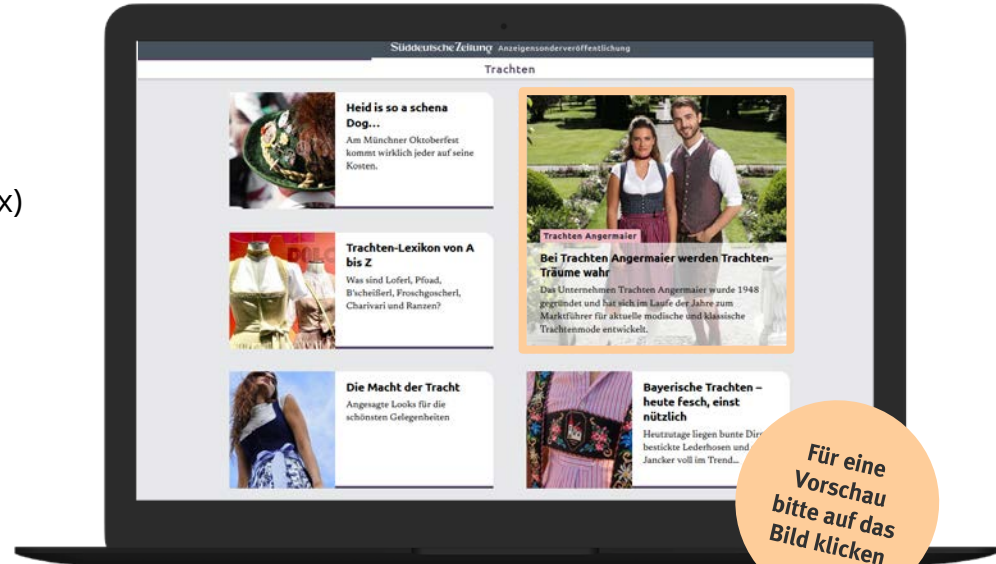 x)
Süddeutsche Zeitung Anzeigensonderveröffentlichung
Trachten
Heid is so a schena
Dog...
Am Münchner Oktoberfest
kommt wirklich jeder auf seine
Kosten.
Trachten-Lexikon von A
bis Z
Was sind Loferl, Pfoad,
B'scheißerl, Froschgoscherl,
Charivari und Ranzen?
Die Macht der Tracht
Angesagte Looks für die
schönsten Gelegenheiten
Trachten Angermaier
Bei Trachten Angermaier werden Trachten-
Träume wahr
Das Unternehmen Trachten Angermaier wurde 1948
gegründet und hat sich im Laufe der Jahre zum
Marktführer für aktuelle modische und klassische
Trachtenmode entwickelt.
Bayerische Trachten –
heute fesch, einst
nützlich
Heutzutage liegen bunte
bestickte Lederhosen und
Jancker voll im Trend...
Für eine
Vorschau
bitte auf das
Bild klicken